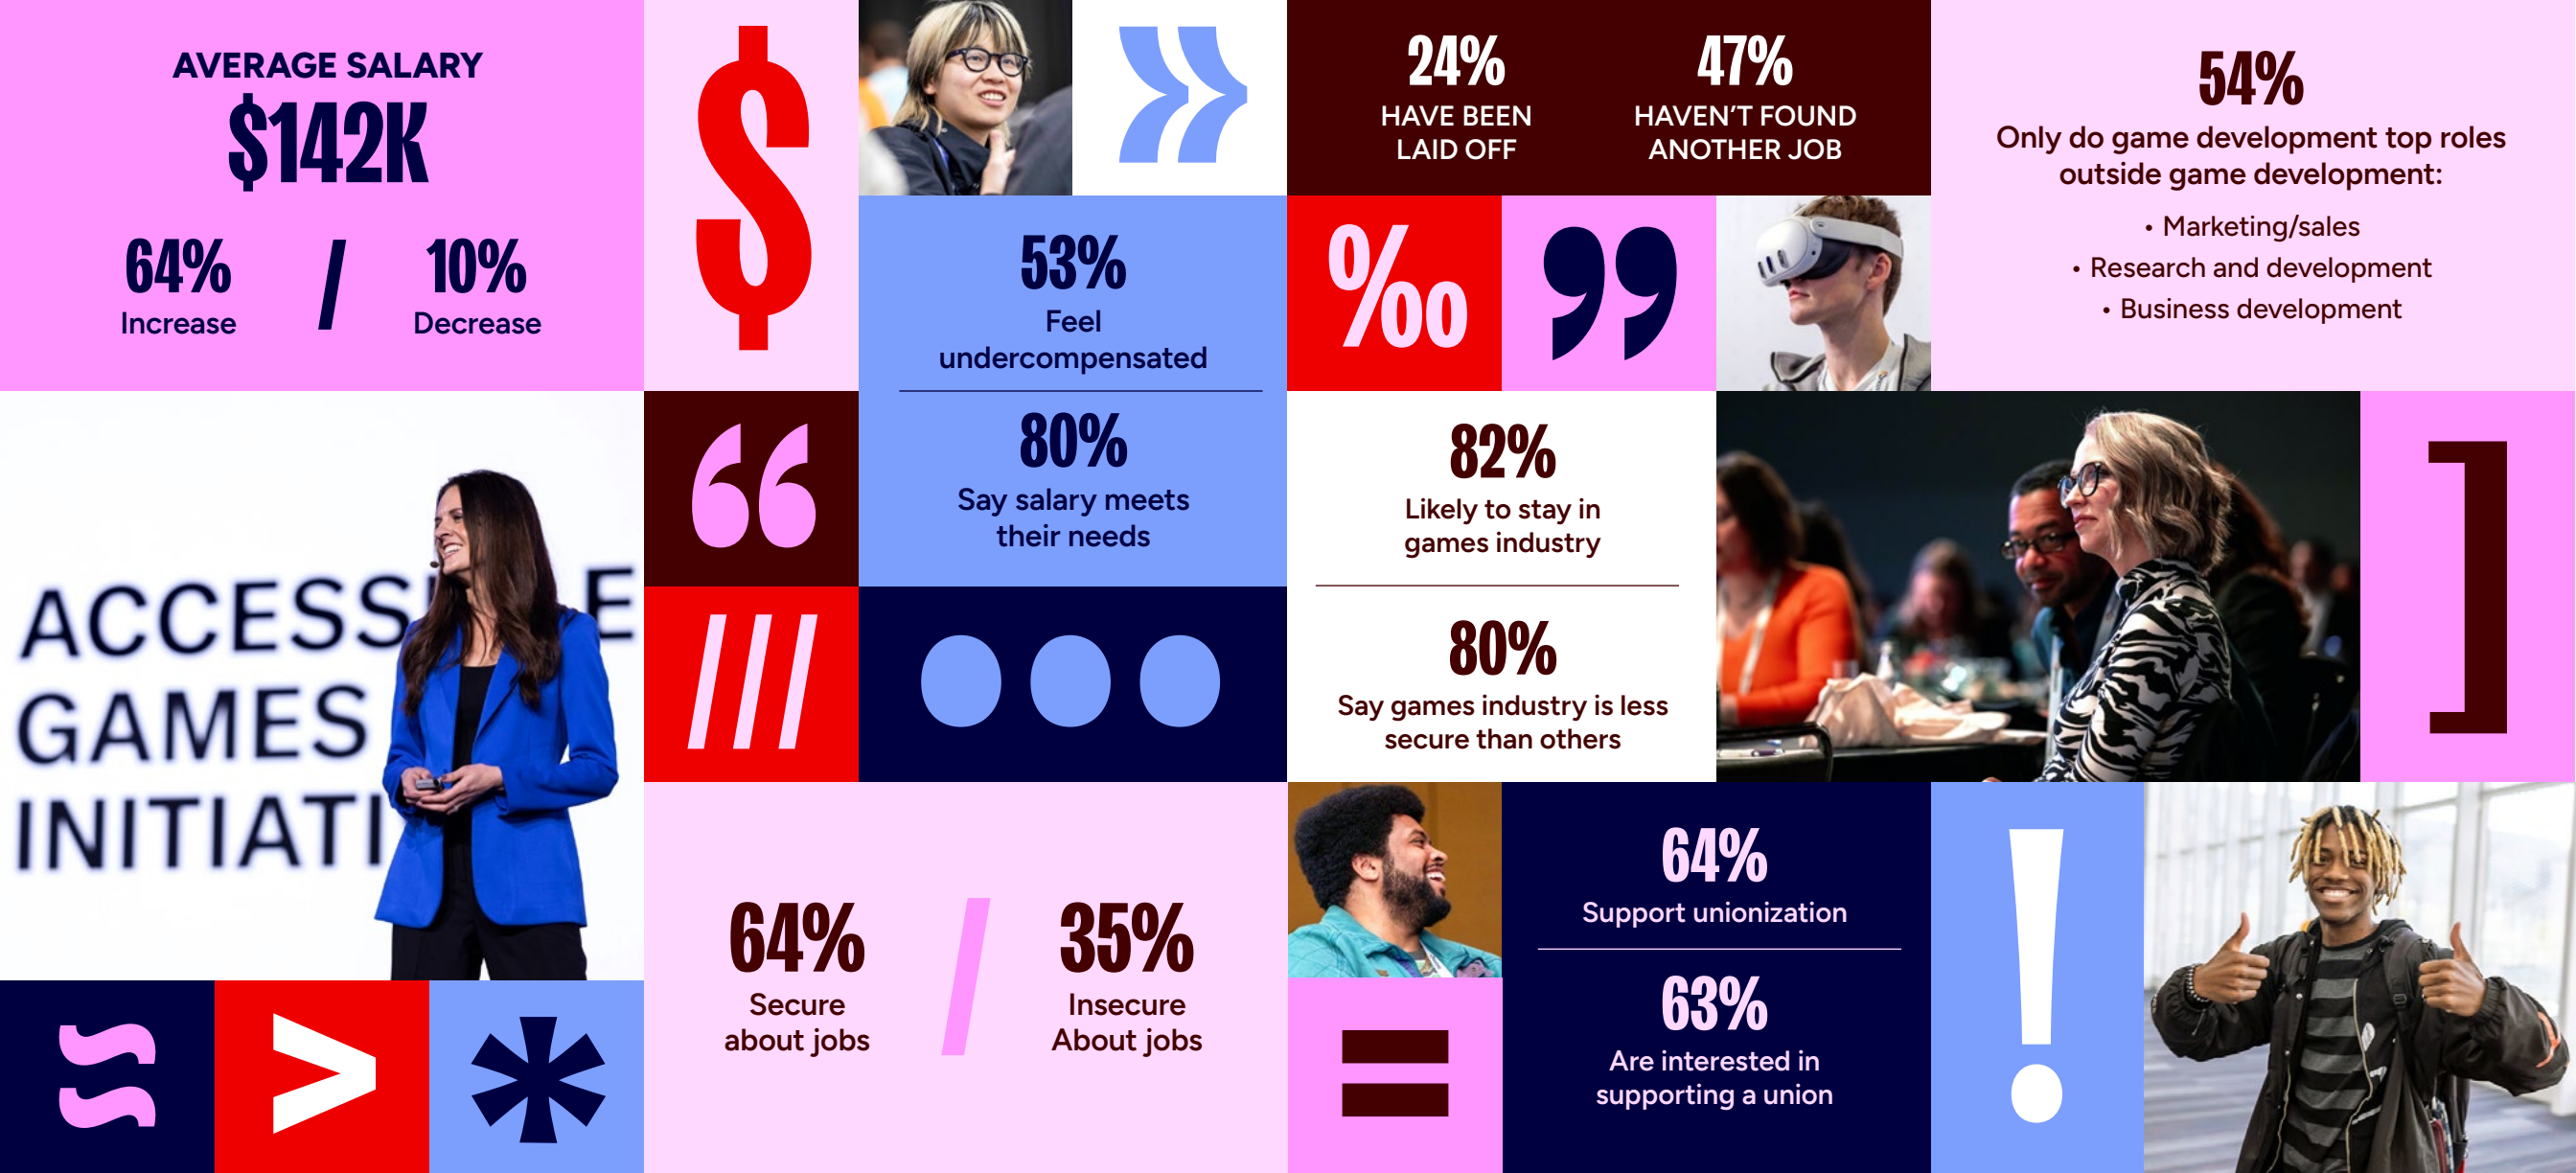 AVERAGE SALARY
$142K
64%
Increase
/
10%
Decrease
$
»
24%
HAVE BEEN
LAID OFF
47%
HAVEN'T FOUND
ANOTHER JOB
54%
Only do game development top roles
outside game development:
• Marketing/sales
• Research and development
• Business development
53%
Feel
undercompensated
80%
Say salary meets
their needs
‰
”
“
82%
Likely to stay in
games industry
80%
Say games industry is less
secure than others
]
ACCESS E
GAMES
INITIATI
///
●●●
64%
Secure
about jobs
/
35%
Insecure
About jobs
64%
Support unionization
63%
Are interested in
supporting a union
!
≈
>
*
=